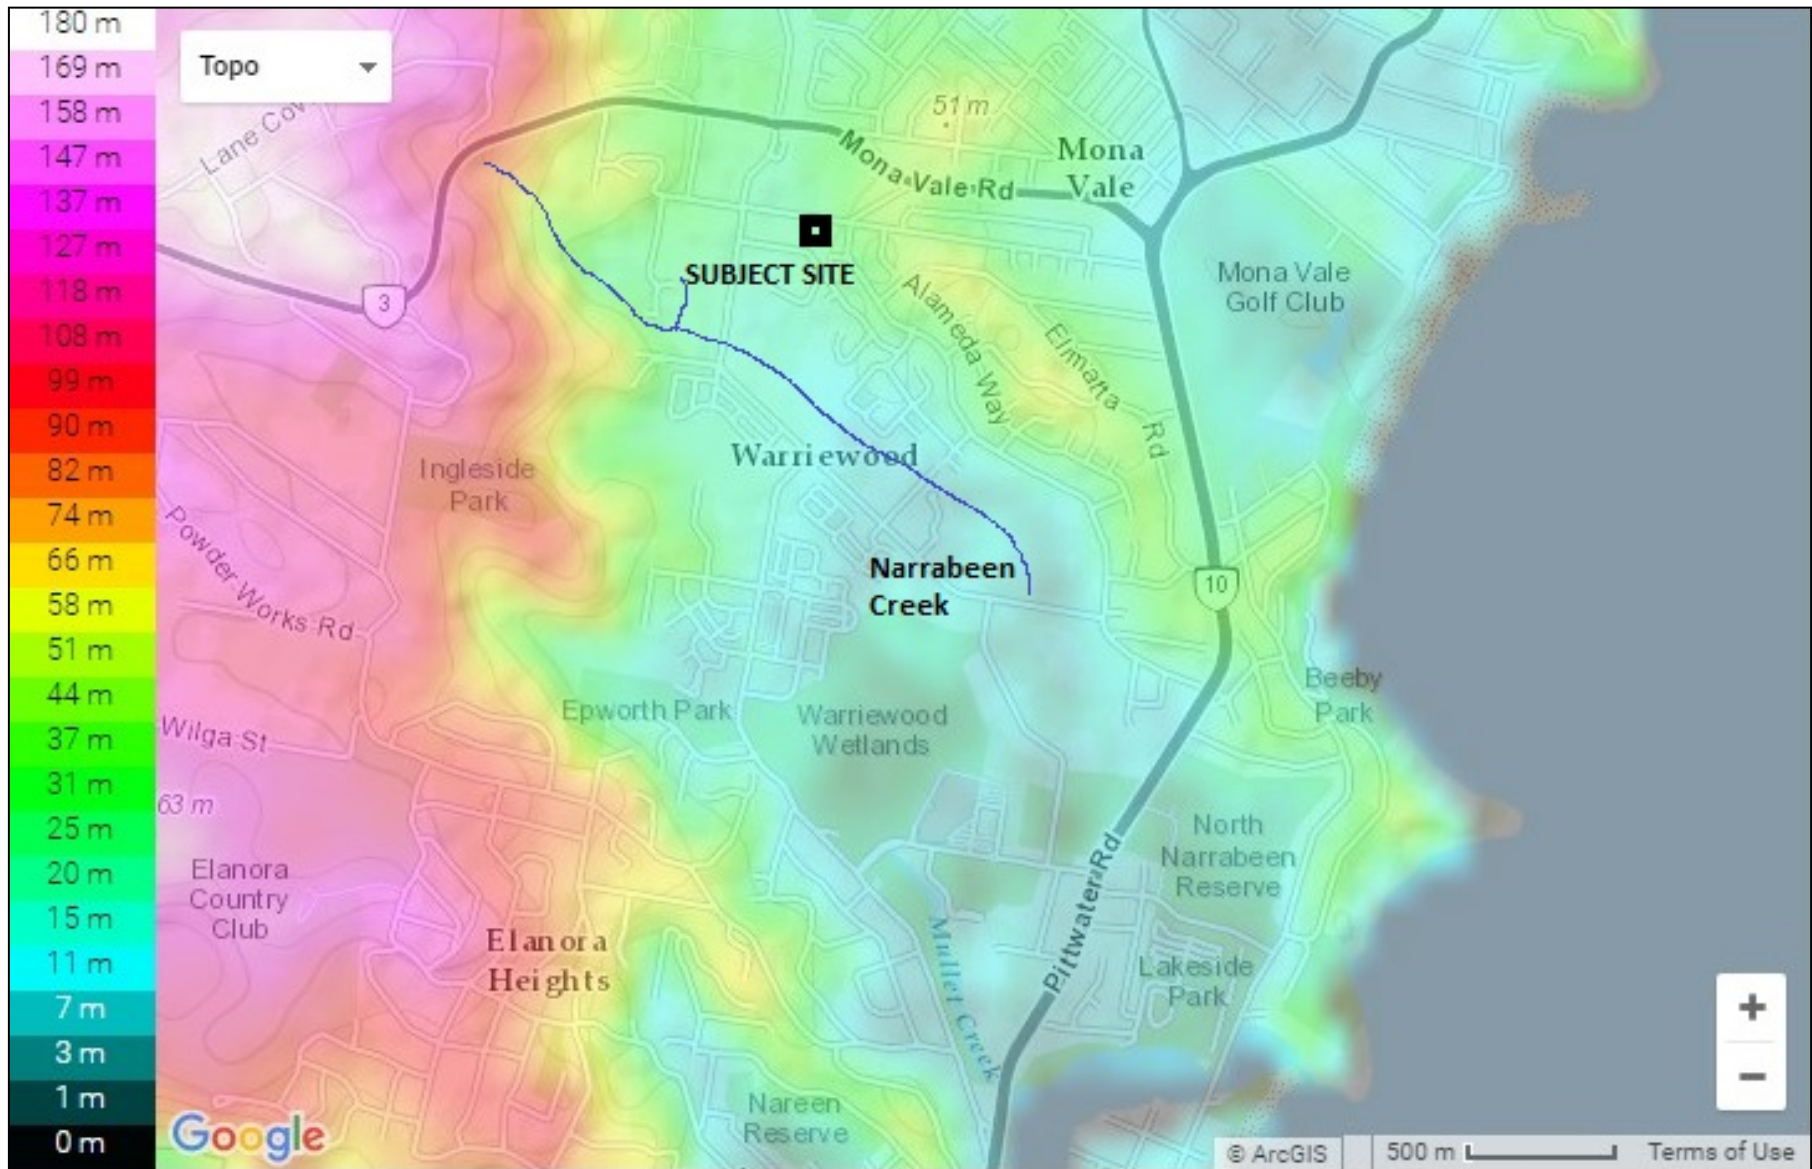 180 m
169 m
158 m
147 m
137 m
127 m
118 m
108 m
99 m
90 m
82 m
74 m
66 m
58 m
51 m
44 m
37 m
31 m
25 m
20 m
15 m
11 m
7 m
3 m
1 m
0 m
Topo
Lane Cov
51 m
Mona Vale Rd
Mona
Vale
SUBJECT SITE
3
Mona Vale
Golf Club
Alameda Way
Elmatta Rd
Ingleside
Park
Warriewood
Powder Works Rd
Narrabeen
Creek
10
Beeby
Park
Epworth Park
Warriewood
Wetlands
Wilga St
63 m
North
Narrabeen
Reserve
Elanora
Country
Club
Elanora
Heights
Pittwater Rd
Mullet Creek
Lakeside
Park
+
−
Nareen
Reserve
Google
© ArcGIS
500 m
Terms of Use